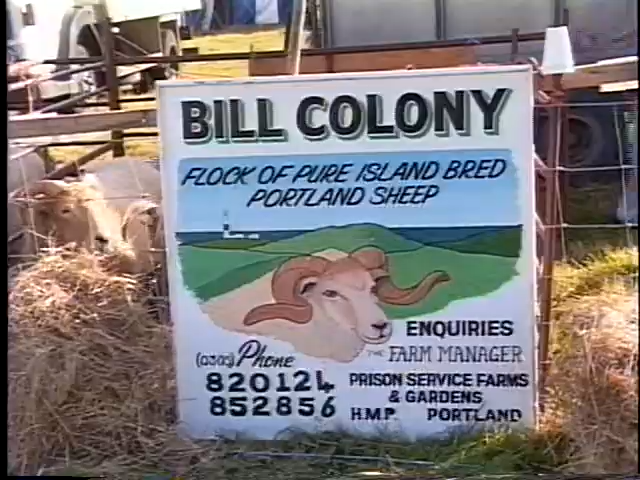 BILL COLONY
FLOCK OF PURE ISLAND BRED
PORTLAND SHEEP
ENQUIRIES
THE FARM MANAGER
(0305) Phone
820124
852856
PRISON SERVICE FARMS
& GARDENS
H.M.P. PORTLAND